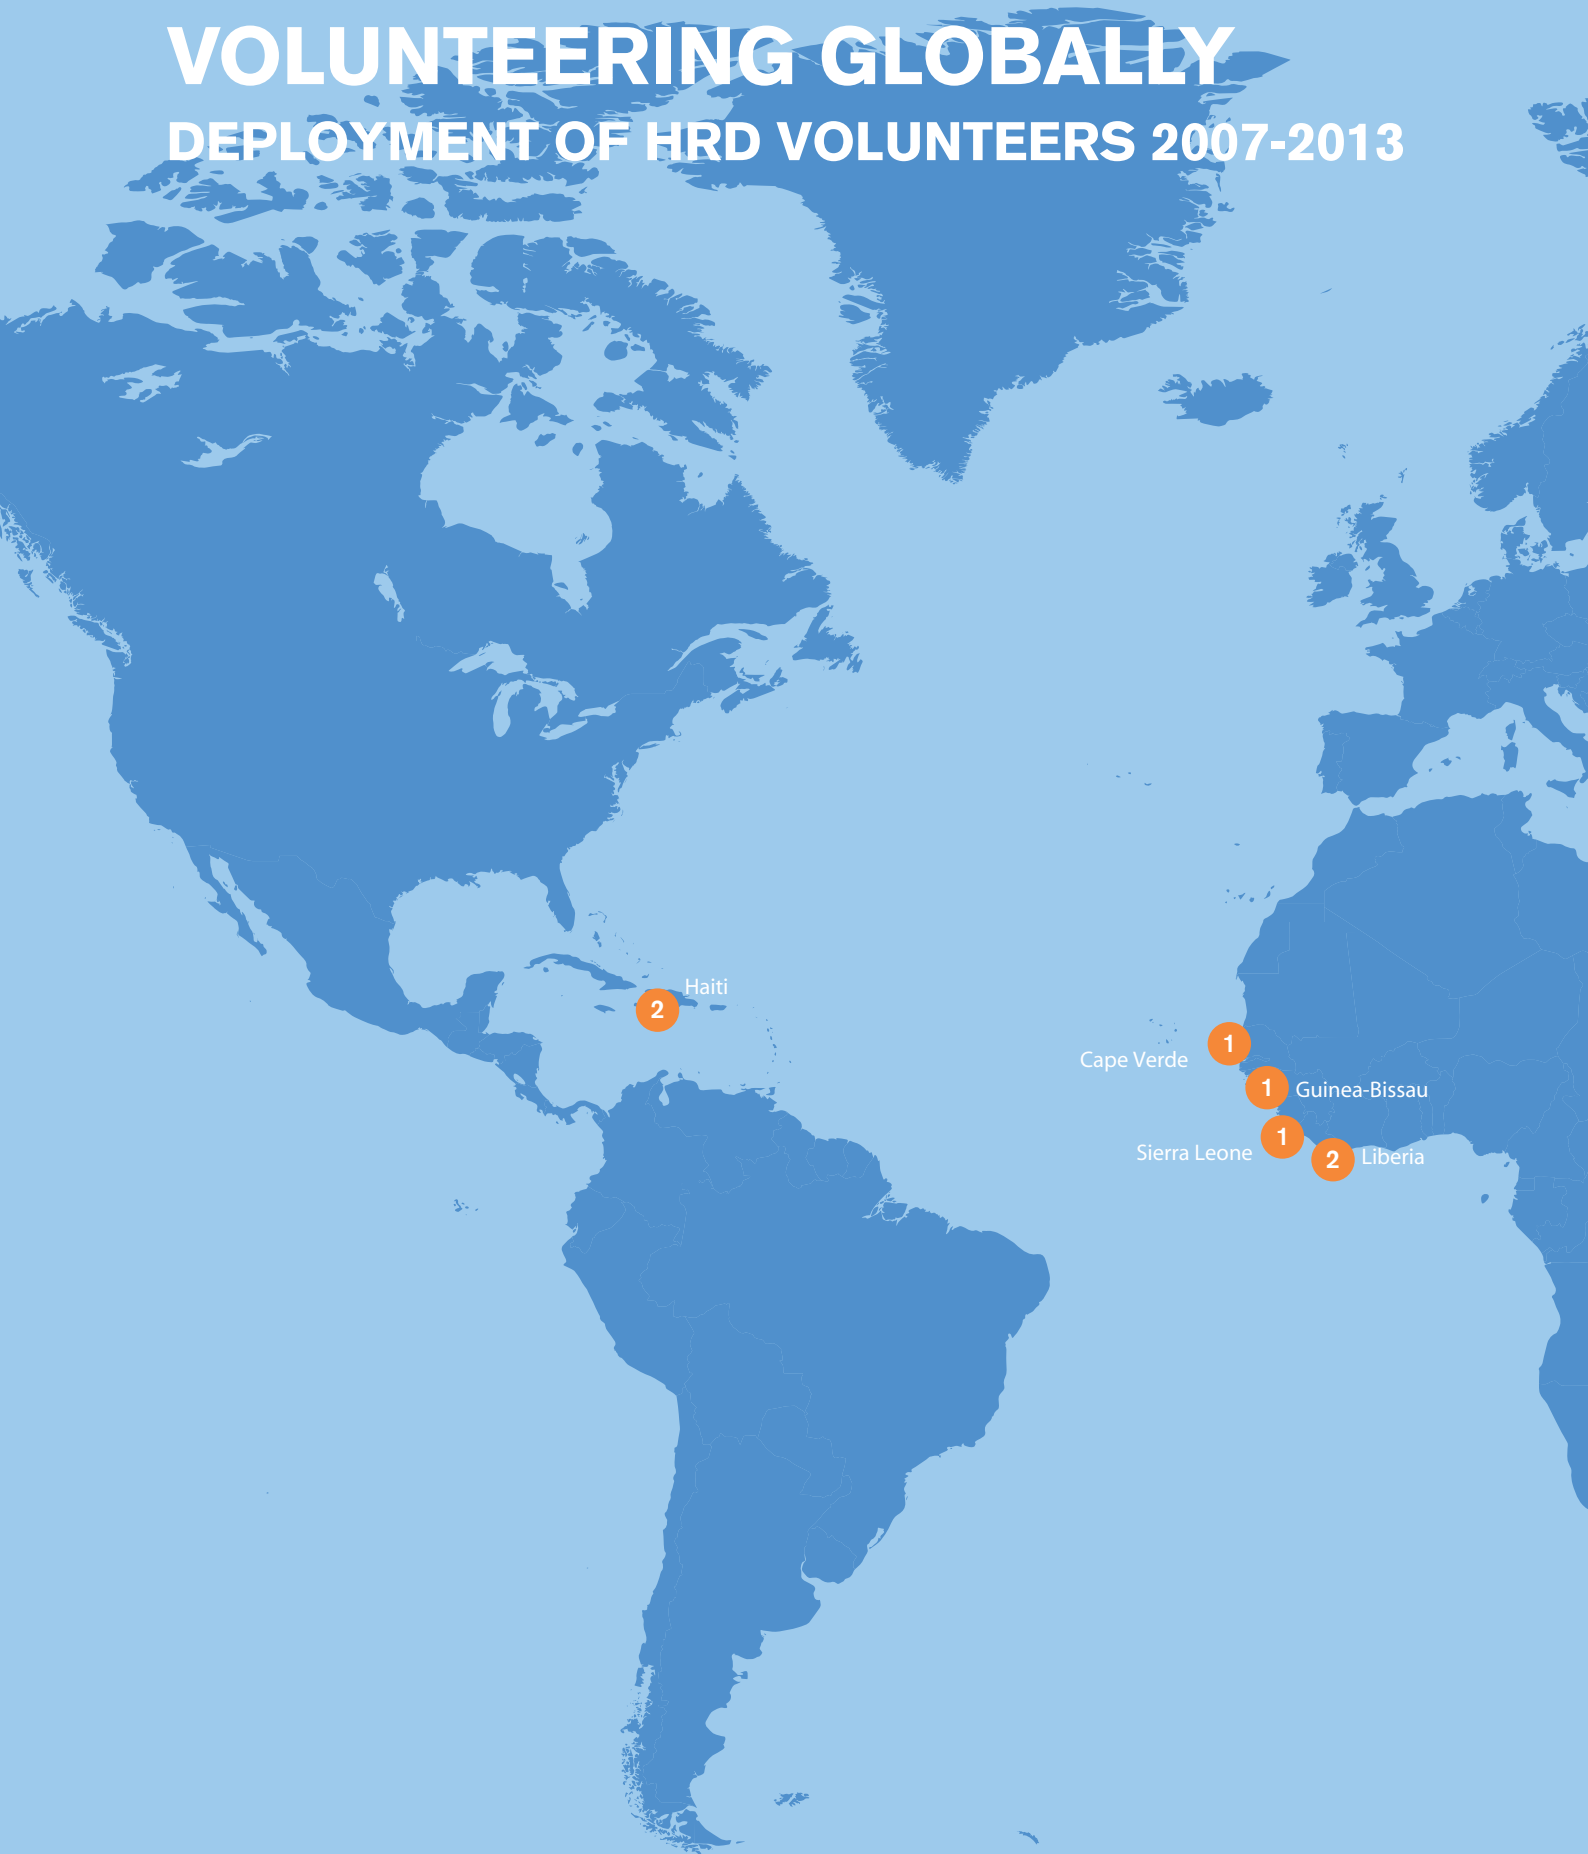 VOLUNTEERING GLOBALLY
DEPLOYMENT OF HRD VOLUNTEERS 2007-2013
Haiti
2
1
Cape Verde
1
Guinea-Bissau
1
Sierra Leone
2
Liberia